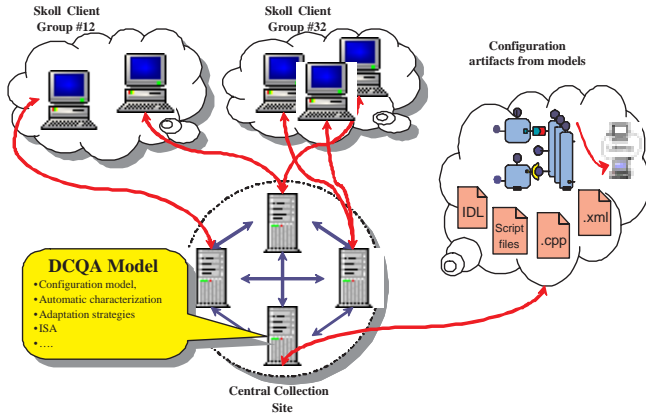 Skoll Client
Group #12
Skoll Client
Group #32
Configuration
artifacts from models
IDL
Script
files
.cpp
.xml
DCQA Model
•Configuration model,
•Automatic characterization
•Adaptation strategies
•ISA
•….
Central Collection
Site